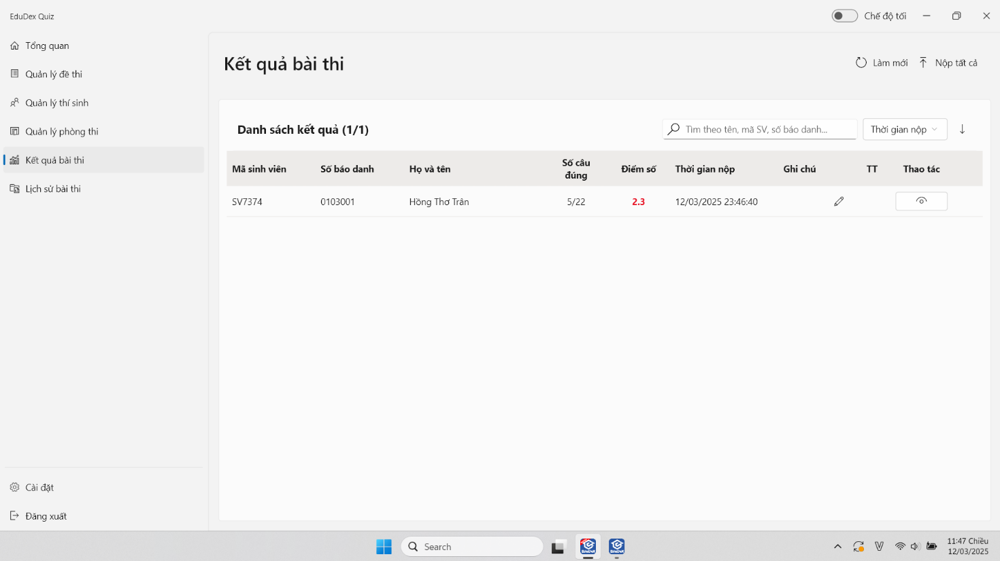 EduDex Quiz
Chế độ tối
Tổng quan
Quản lý đề thi
Quản lý thí sinh
Quản lý phòng thi
Kết quả bài thi
Lịch sử bài thi
Cài đặt
Đăng xuất
Kết quả bài thi
Làm mới
Nộp tất cả
Danh sách kết quả (1/1)
Tìm theo tên, mã SV, số báo danh...
Thời gian nộp
Mã sinh viên Số báo danh Họ và tên Số câu đúng Điểm số Thời gian nộp Ghi chú TT Thao tác
SV7374 0103001 Hồng Thơ Trân 5/22 2.3 12/03/2025 23:46:40
Search
11:47 Chiều
12/03/2025